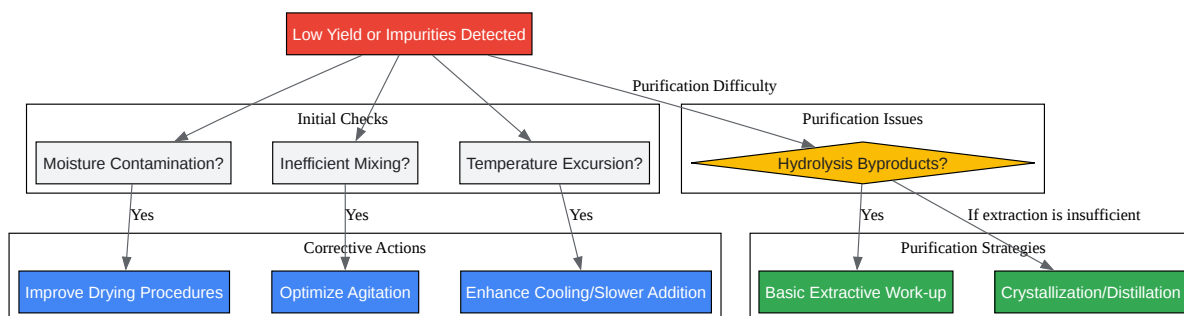 Low Yield or Impurities Detected
Purification Difficulty
Initial Checks
Purification Issues
Moisture Contamination?
Inefficient Mixing?
Temperature Excursion?
Hydrolysis Byproducts?
Yes
Yes
Yes
Yes
If extraction is insufficient
Corrective Actions
Purification Strategies
Improve Drying Procedures
Optimize Agitation
Enhance Cooling/Slower Addition
Basic Extractive Work-up
Crystallization/Distillation